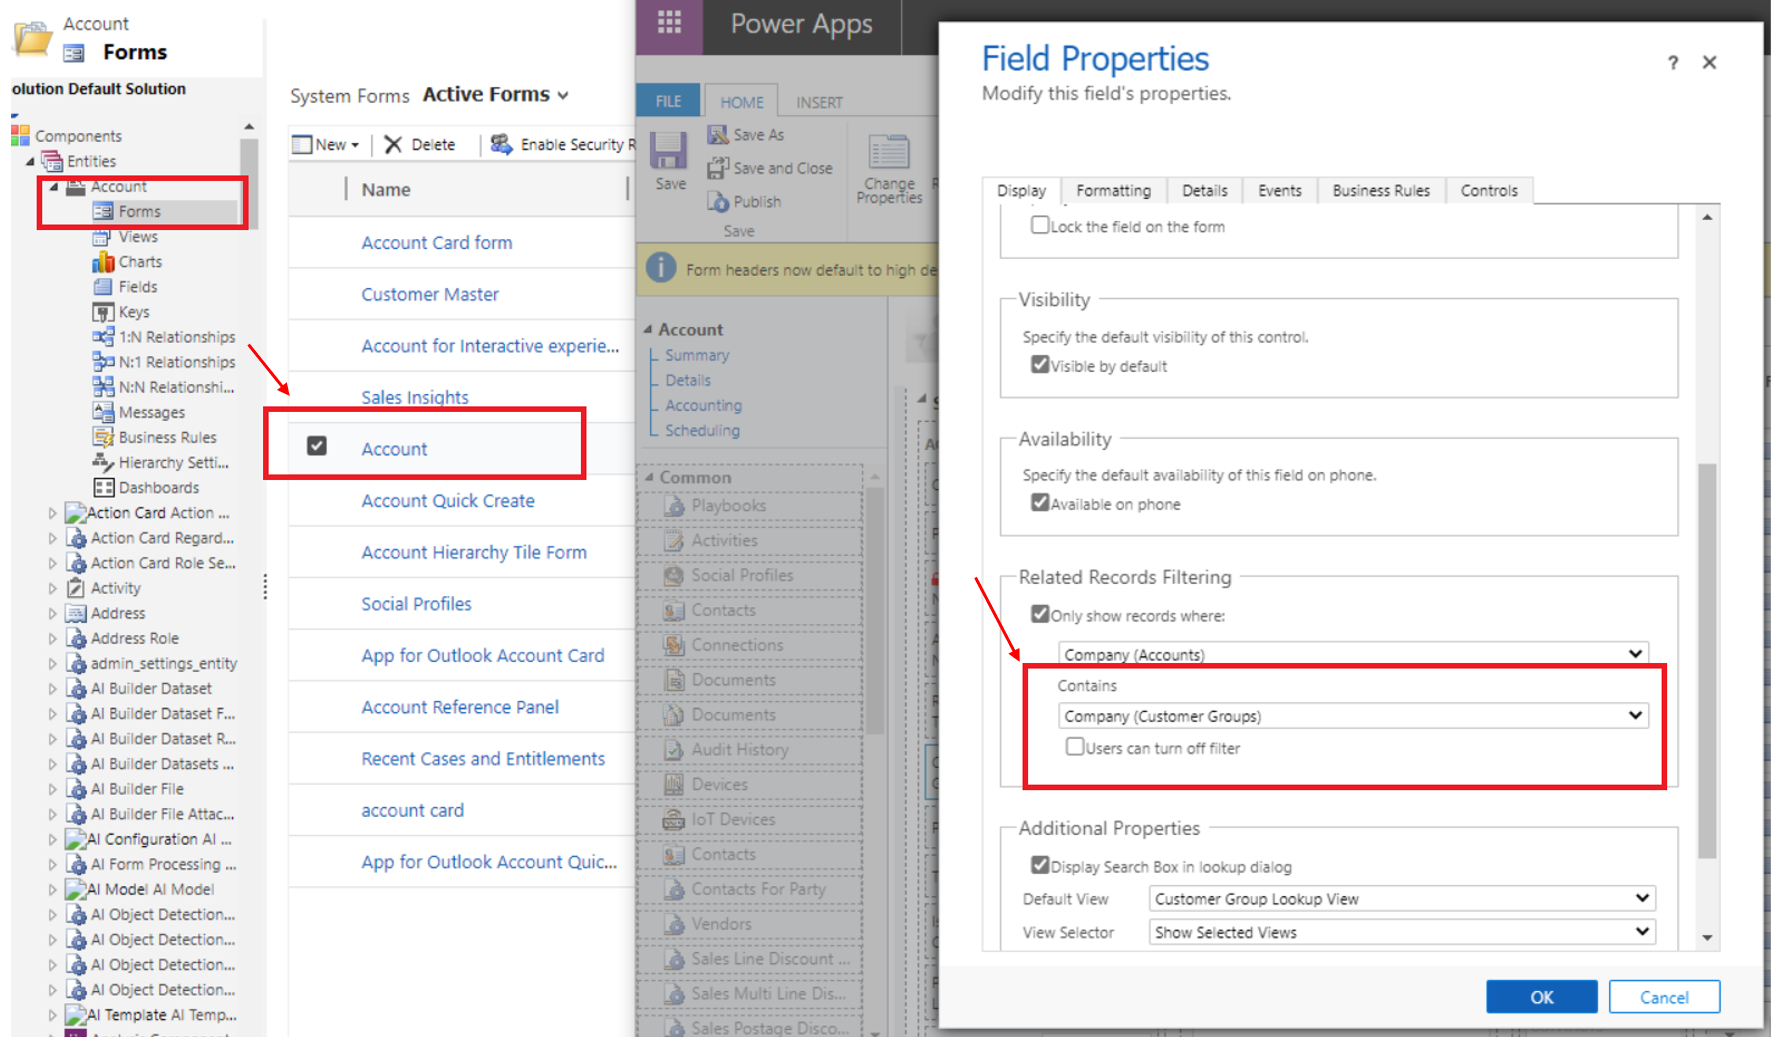 Account
Forms
olution Default Solution
Components
Entities
Account
Forms
Views
Charts
Fields
Keys
1:N Relationships
N:1 Relationships
N:N Relationshi...
Messages
Business Rules
Hierarchy Setti...
Dashboards
Action Card Action ...
Action Card Regard...
Action Card Role Se...
Activity
Address
Address Role
admin_settings_entity
AI Builder Dataset
AI Builder Dataset F...
AI Builder Dataset R...
AI Builder Datasets ...
AI Builder File
AI Builder File Attac...
AI Configuration AI ...
AI Form Processing ...
AI Model AI Model
AI Object Detection...
AI Object Detection...
AI Object Detection...
AI Object Detection...
AI Template AI Temp...
System Forms Active Forms
New Delete Enable Security R
Name
Account Card form
Customer Master
Account for Interactive experie...
Sales Insights
Account
Account Quick Create
Account Hierarchy Tile Form
Social Profiles
App for Outlook Account Card
Account Reference Panel
Recent Cases and Entitlements
account card
App for Outlook Account Quic...
Power Apps
FILE HOME INSERT
Save
Save As
Save and Close
Publish
Save
Change
Properties
Form headers now default to high de
Account
Summary
Details
Accounting
Scheduling
Common
Playbooks
Activities
Social Profiles
Contacts
Connections
Documents
Documents
Audit History
Devices
IoT Devices
Contacts
Contacts For Party
Vendors
Sales Line Discount ...
Sales Multi Line Dis...
Sales Postage Disco...
Field Properties
? 
Modify this field's properties.
Display Formatting Details Events Business Rules Controls
Lock the field on the form
Visibility
Specify the default visibility of this control.
Visible by default
Availability
Specify the default availability of this field on phone.
Available on phone
Related Records Filtering
Only show records where:
Company (Accounts)
Contains
Company (Customer Groups)
Users can turn off filter
Additional Properties
Display Search Box in lookup dialog
Default View Customer Group Lookup View
View Selector Show Selected Views
OK Cancel